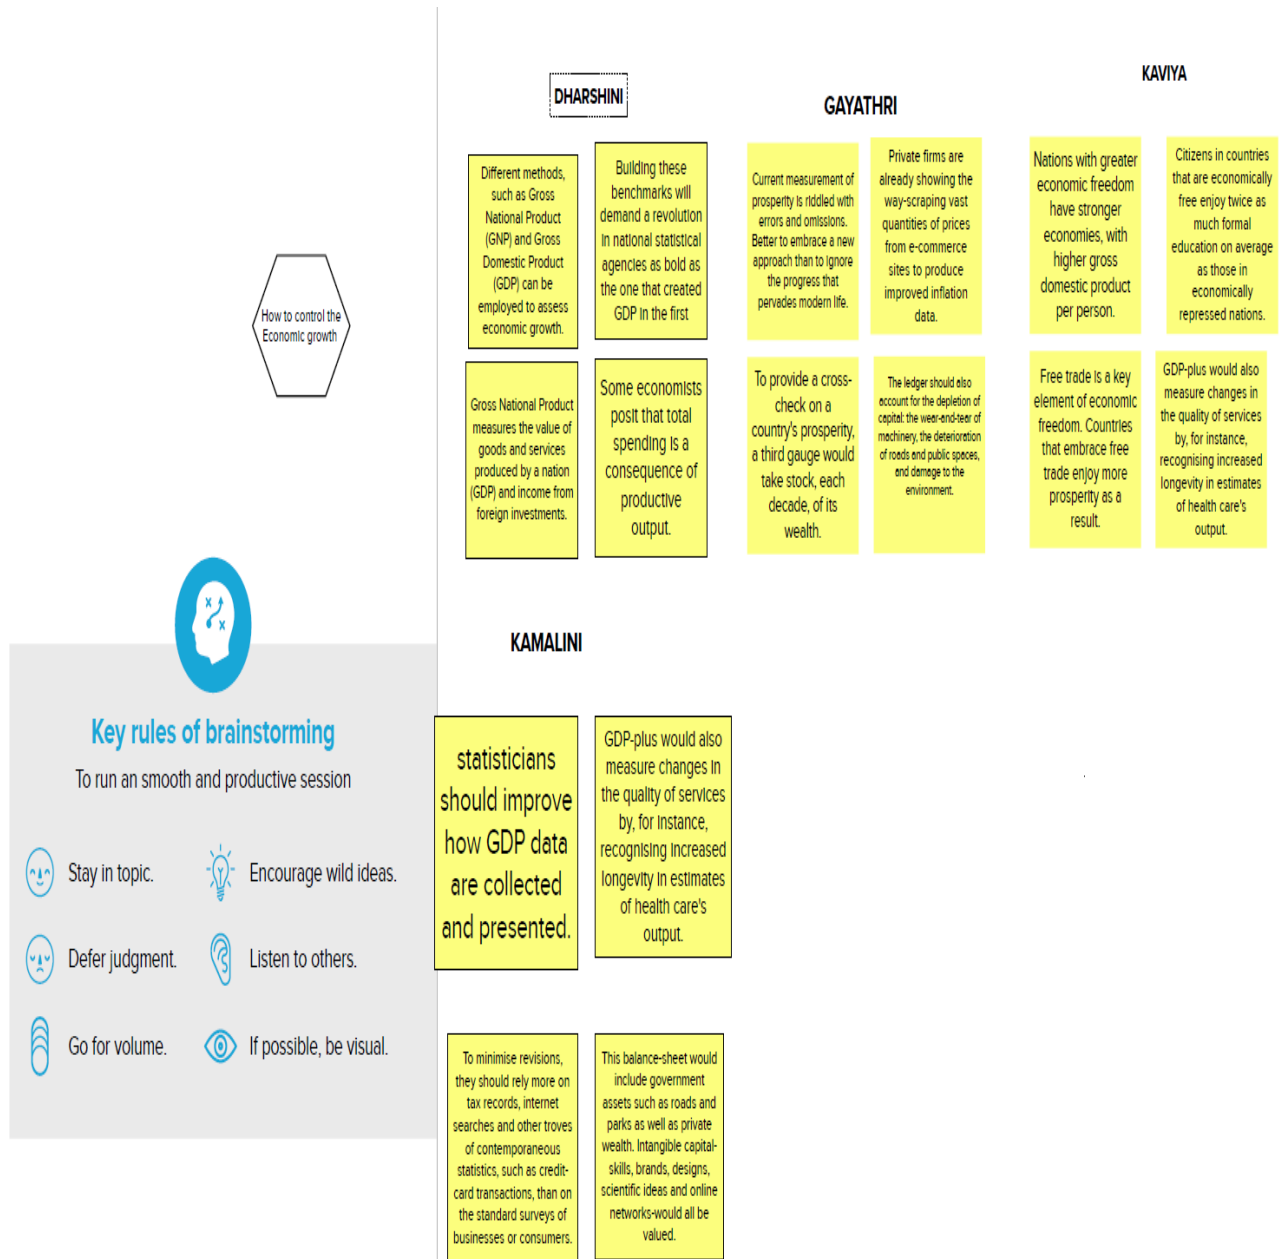 How to control the
Economic growth
Key rules of brainstorming
To run an smooth and productive session
Stay in topic.
Encourage wild ideas.
Defer judgment.
Listen to others.
Go for volume.
If possible, be visual.
DHARSHINI
Different methods,
such as Gross
National Product
(GNP) and Gross
Domestic Product
(GDP) can be
employed to assess
economic growth.
Building these
benchmarks will
demand a revolution
in national statistical
agencies as bold as
the one that created
GDP in the first
Gross National Product
measures the value of
goods and services
produced by a nation
(GDP) and income from
foreign investments.
Some economists
posit that total
spending is a
consequence of
productive
output.
GAYATHRI
Current measurement of
prosperity is riddled with
errors and omissions.
Better to embrace a new
approach than to ignore
the progress that
pervades modern life.
Private firms are
already showing the
way-scraping vast
quantities of prices
from e-commerce
sites to produce
improved inflation
data.
To provide a cross-
check on a
country's prosperity,
a third gauge would
take stock, each
decade, of its
wealth.
The ledger should also
account for the depletion of
capital: the wear-and-tear of
machinery, the deterioration
of roads and public spaces,
and damage to the
environment.
KAVIYA
Nations with greater
economic freedom
have stronger
economies, with
higher gross
domestic product
per person.
Citizens in countries
that are economically
free enjoy twice as
much formal
education on average
as those in
economically
repressed nations.
Free trade is a key
element of economic
freedom. Countries
that embrace free
trade enjoy more
prosperity as a
result.
GDP-plus would also
measure changes in
the quality of services
by, for instance,
recognising increased
longevity in estimates
of health care's
output.
KAMALINI
statisticians
should improve
how GDP data
are collected
and presented.
GDP-plus would also
measure changes in
the quality of services
by, for instance,
recognising increased
longevity in estimates
of health care's
output.
To minimise revisions,
they should rely more on
tax records, internet
searches and other troves
of contemporaneous
statistics, such as credit-
card transactions, than on
the standard surveys of
businesses or consumers.
This balance-sheet would
include government
assets such as roads and
parks as well as private
wealth. Intangible capital-
skills, brands, designs,
scientific ideas and online
networks-would all be
valued.